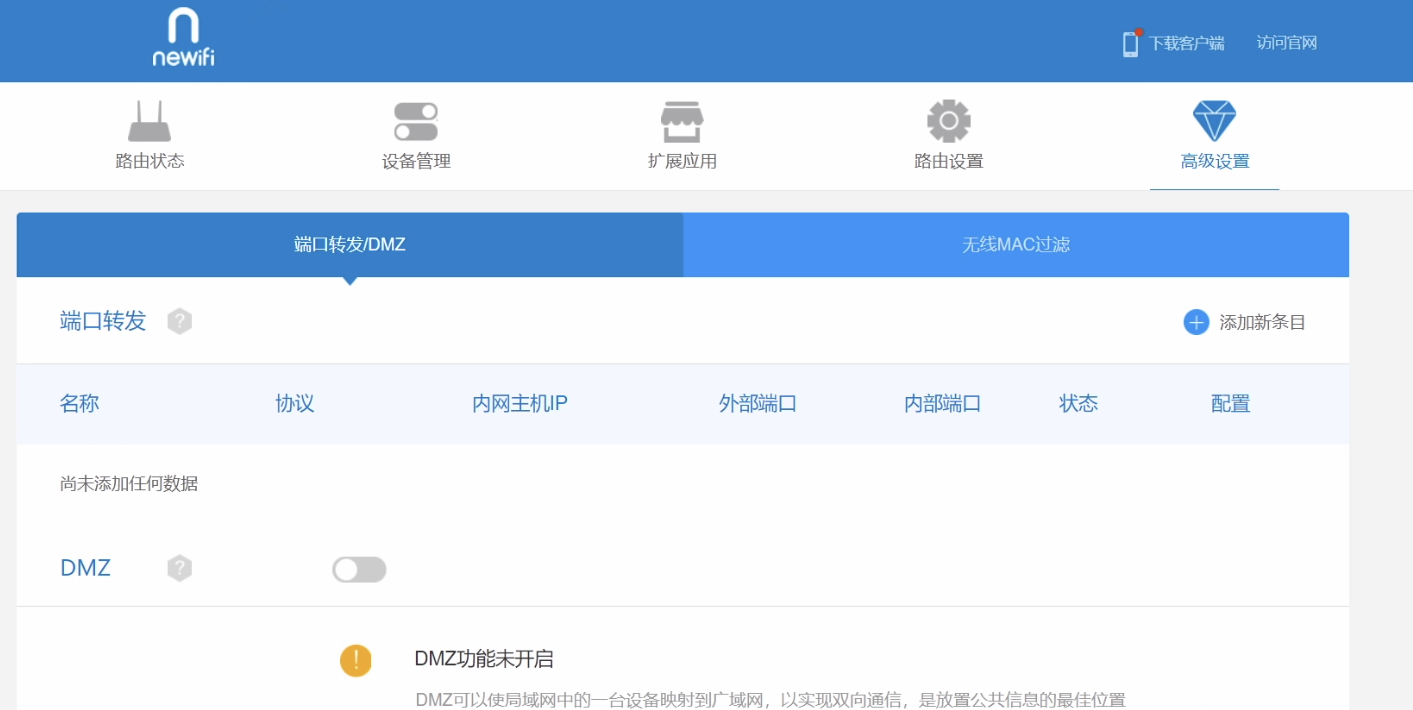 newifi
下载客户端 访问官网
路由状态 设备管理 扩展应用 路由设置 高级设置
端口转发/DMZ 无线MAC过滤
端口转发 ? 添加新条目
名称 协议 内网主机IP 外部端口 内部端口 状态 配置
尚未添加任何数据
DMZ ?
! DMZ功能未开启
DMZ可以使局域网中的一台设备映射到广域网，以实现双向通信，是放置公共信息的最佳位置